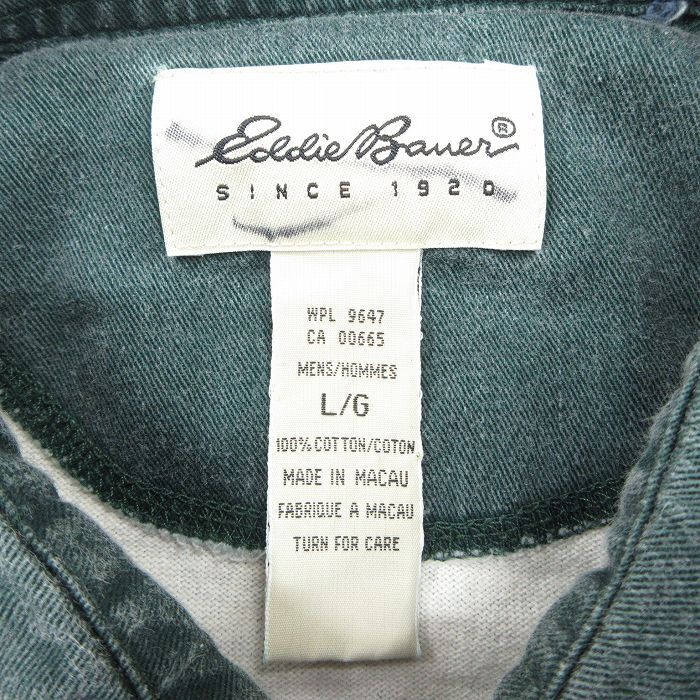 Eddie Bauer®
SINCE 1920
WPL 9647
CA 00665
MENS/HOMMES
L/G
100% COTTON/COTON
MADE IN MACAU
FABRIQUE A MACAU
TURN FOR CARE